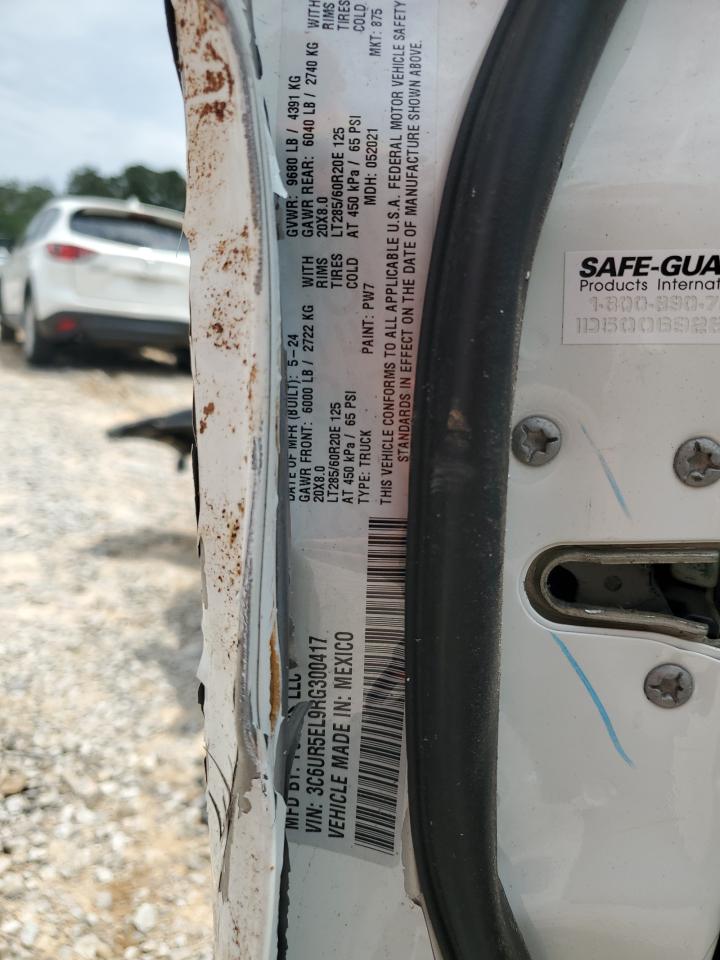 MFD BY:
LLC
DATE OF MFR (BUILT): 5-24
GVWR: 9680 LB / 4391 KG
GAWR FRONT: 6000 LB / 2722 KG WITH
20X8.0 RIMS
LT285/60R20E 125 TIRES
AT 450 kPa / 65 PSI COLD
GAWR REAR: 6040 LB / 2740 KG WITH
20X8.0 RIMS
LT285/60R20E 125 TIRES
AT 450 kPa / 65 PSI COLD
TYPE: TRUCK PAINT: PW7 MDH: 052021 MKT: 875
THIS VEHICLE CONFORMS TO ALL APPLICABLE U.S.A. FEDERAL MOTOR VEHICLE SAFETY
STANDARDS IN EFFECT ON THE DATE OF MANUFACTURE SHOWN ABOVE.
VIN: 3C6UR5EL9RG300417
VEHICLE MADE IN: MEXICO
SAFE-GUA
Products Internat